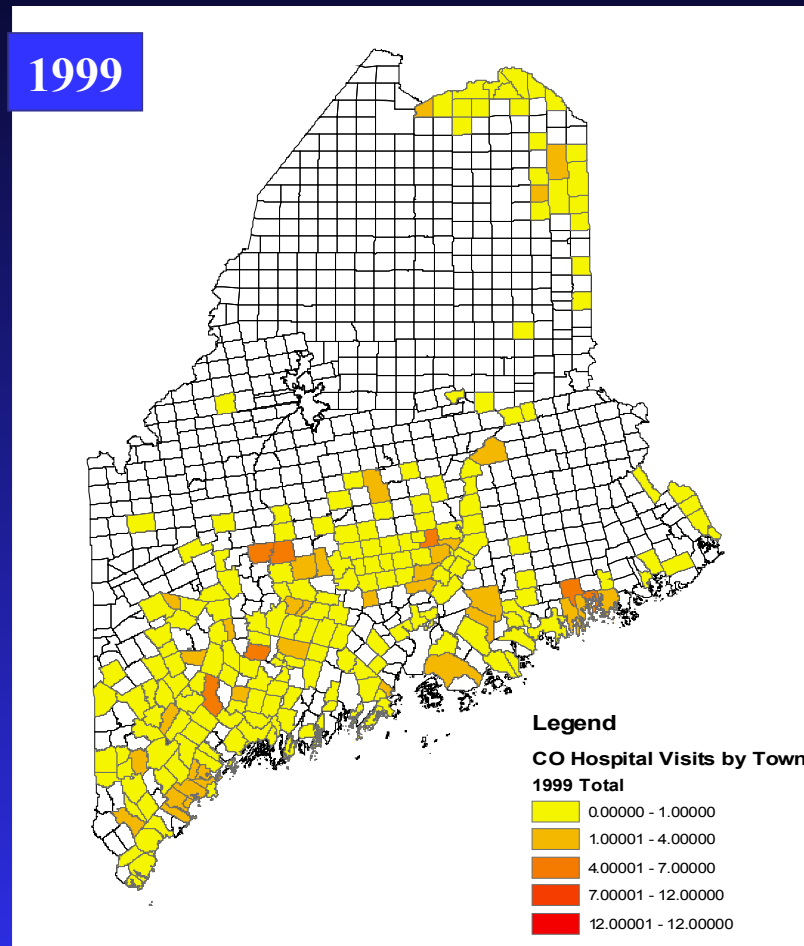 1999
Legend
CO Hospital Visits by Town
1999 Total
0.00000 - 1.00000
1.00001 - 4.00000
4.00001 - 7.00000
7.00001 - 12.00000
12.00001 - 12.00000